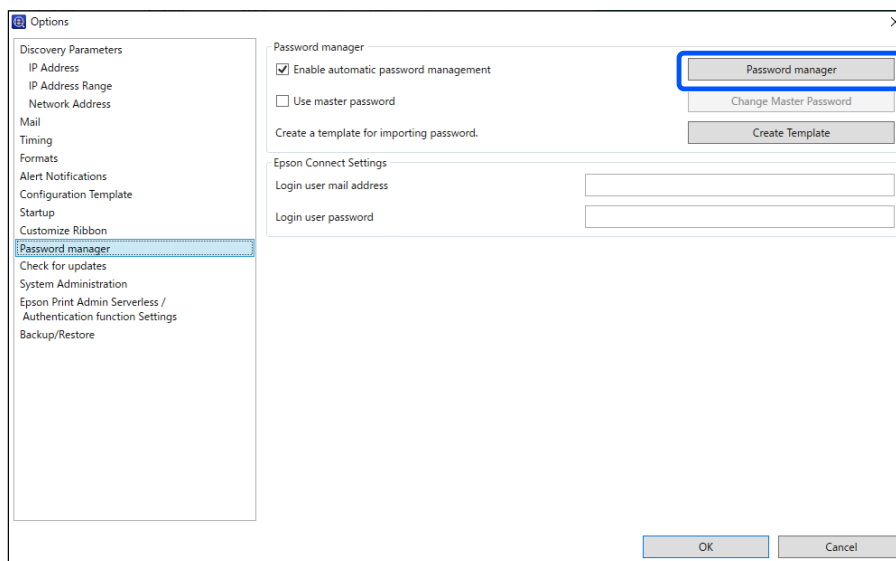 Options
Discovery Parameters
IP Address
IP Address Range
Network Address
Mail
Timing
Formats
Alert Notifications
Configuration Template
Startup
Customize Ribbon
Password manager
Check for updates
System Administration
Epson Print Admin Serverless /
Authentication function Settings
Backup/Restore
Password manager
Enable automatic password management
Password manager
Use master password
Change Master Password
Create a template for importing password.
Create Template
Epson Connect Settings
Login user mail address
Login user password
OK
Cancel